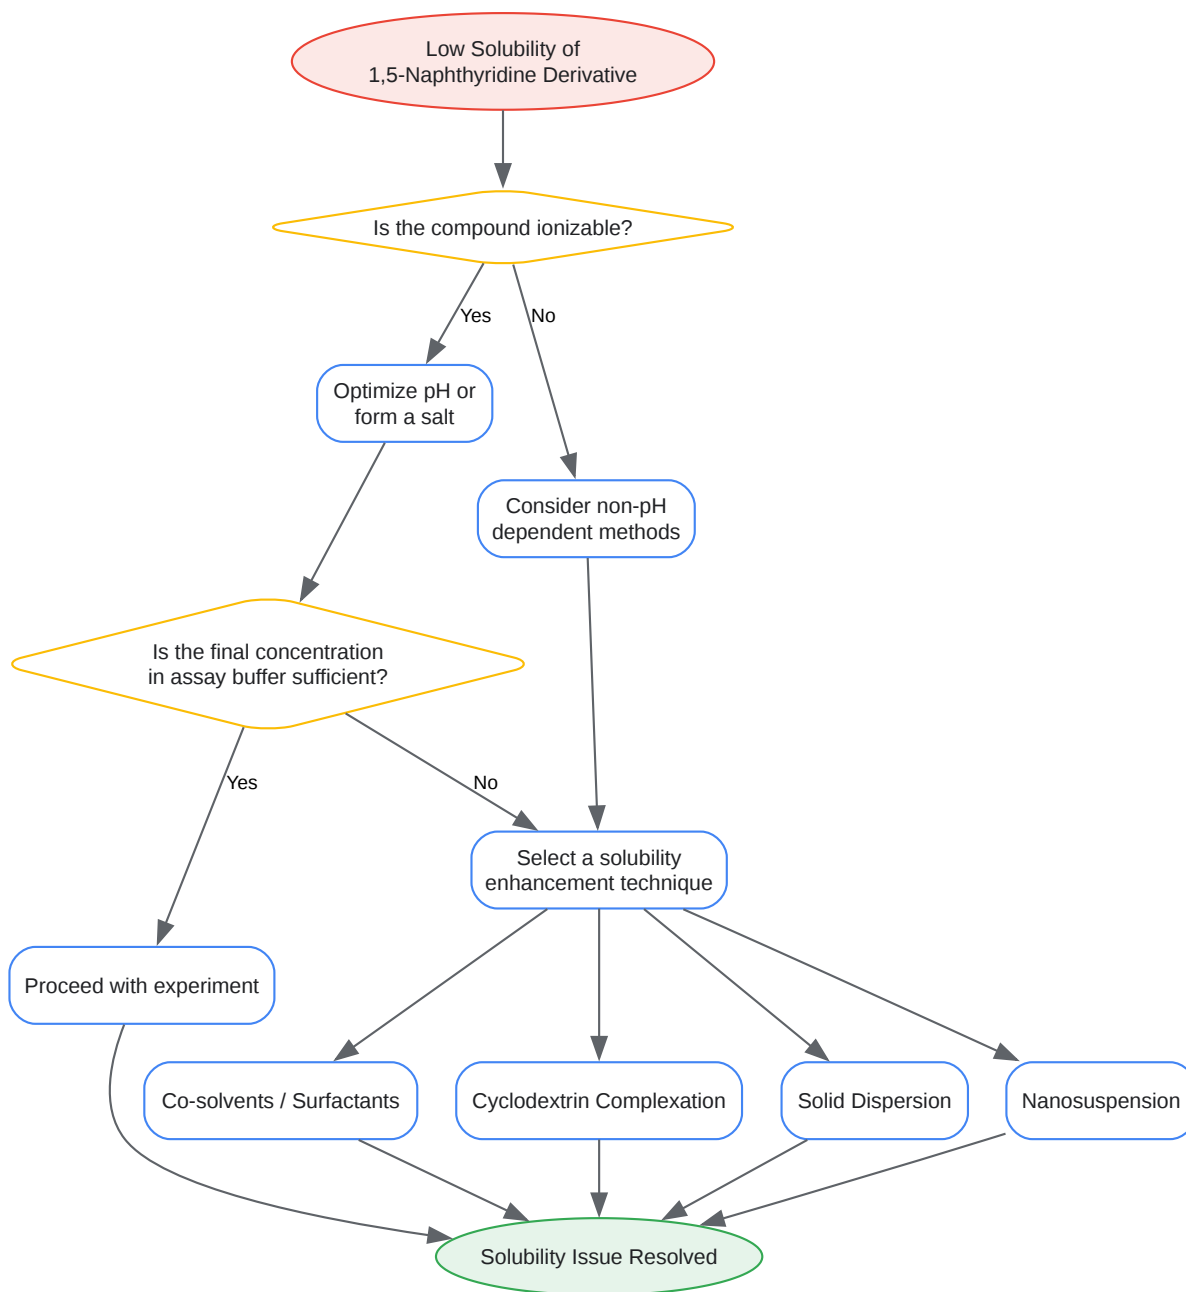 Low Solubility of
1,5-Naphthyridine Derivative
Is the compound ionizable?
Yes
No
Optimize pH or
form a salt
Consider non-pH
dependent methods
Is the final concentration
in assay buffer sufficient?
Yes
No
Select a solubility
enhancement technique
Proceed with experiment
Co-solvents / Surfactants
Cyclodextrin Complexation
Solid Dispersion
Nanosuspension
Solubility Issue Resolved